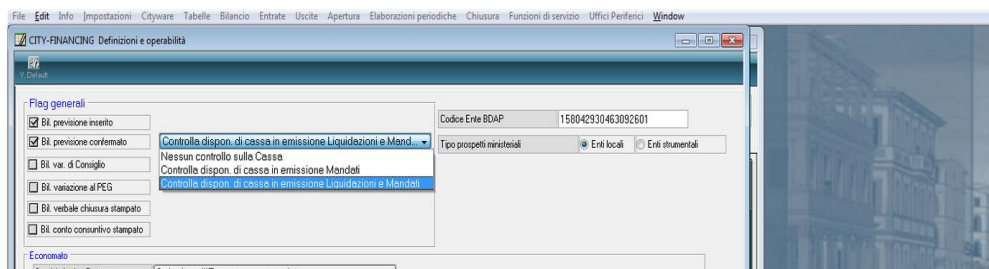 File Edit Info Impostazioni Cityware Tabelle Bilancio Entrate Uscite Apertura Elaborazioni periodiche Chiusura Funzioni di servizio Uffici Periferici Window
CITY-FINANCING Definizioni e operabilità
V. Default
Flag generali
Bil. previsione inserito
Codice Ente BDAP 158042930463092601
Bil. previsione confermato Controlla dispon. di cassa in emissione Liquidazioni e Mand... Tipo prospetti ministeriali Enti locali Enti strumentali
Nessun controllo sulla Cassa
Bil. var. di Consiglio
Controlla dispon. di cassa in emissione Mandati
Controlla dispon. di cassa in emissione Liquidazioni e Mandati
Bil. variazione al PEG
Bil. verbale chiusura stampato
Bil. conto consuntivo stampato
Economato